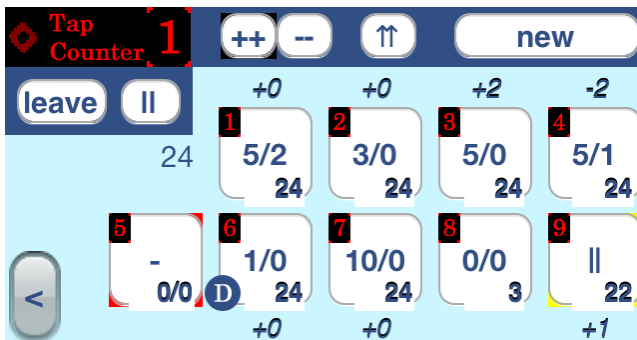 Tap
Counter 1 ++ -- ⇈ new
leave || +0 +0 +2 -2
1 2 3 4
24 5/2 3/0 5/0 5/1
24 24 24 24
5 6 7 8 9
- 1/0 10/0 0/0 ||
< 0/0 D 24 24 3 22
+0 +0 +1